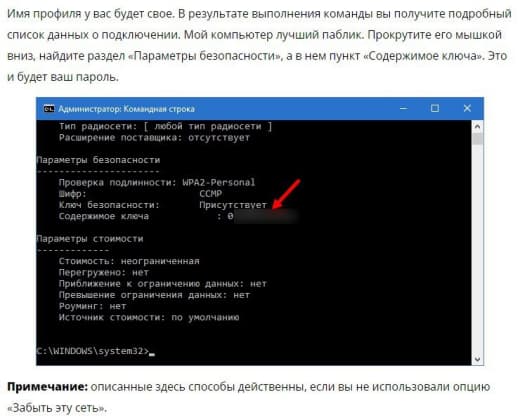 Имя профиля у вас будет свое. В результате выполнения команды вы получите подробный
список данных о подключении. Мой компьютер лучший паблик. Прокрутите его мышкой
вниз, найдите раздел «Параметры безопасности», а в нем пункт «Содержимое ключа». Это
и будет ваш пароль.
Администратор: Командная строка
Тип радиосети: [ любой тип радиосети ]
Расширение поставщика: отсутствует
Параметры безопасности
-----------------------
Проверка подлинности: WPA2-Personal
Шифр: CCMP
Ключ безопасности: Присутствует
Содержимое ключа : 0
Параметры стоимости
-------------
Стоимость: неограниченная
Перегружено: нет
Приближение к ограничению данных: нет
Превышение ограничения данных: нет
Роуминг: нет
Источник стоимости: по умолчанию
C:\WINDOWS\system32>_
Примечание: описанные здесь способы действенны, если вы не использовали опцию
«Забыть эту сеть».